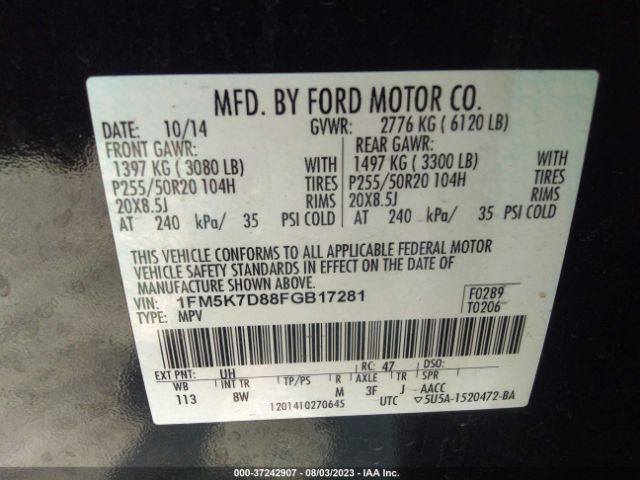 MFD. BY FORD MOTOR CO.
DATE: 10/14 GVWR: 2776 KG ( 6120 LB)
FRONT GAWR: REAR GAWR:
1397 KG ( 3080 LB) WITH 1497 KG ( 3300 LB) WITH
P255/50R20 104H TIRES P255/50R20 104H TIRES
20X8.5J RIMS 20X8.5J RIMS
AT 240 kPa/ 35 PSI COLD AT 240 kPa/ 35 PSI COLD
THIS VEHICLE CONFORMS TO ALL APPLICABLE FEDERAL MOTOR
VEHICLE SAFETY STANDARDS IN EFFECT ON THE DATE OF
MANUFACTURE SHOWN ABOVE.
VIN: 1FM5K7D88FGB17281 F0289
TYPE: MPV T0206
EXT PNT: UH RC: 47 DSO:
WB INT TR TP/PS R AXLE TR SPR
113 8W M 3F J AACC
1201410270645 UTC ▽5U5A-1520472-BA
000-37242907 - 08/03/2023 - IAA Inc.